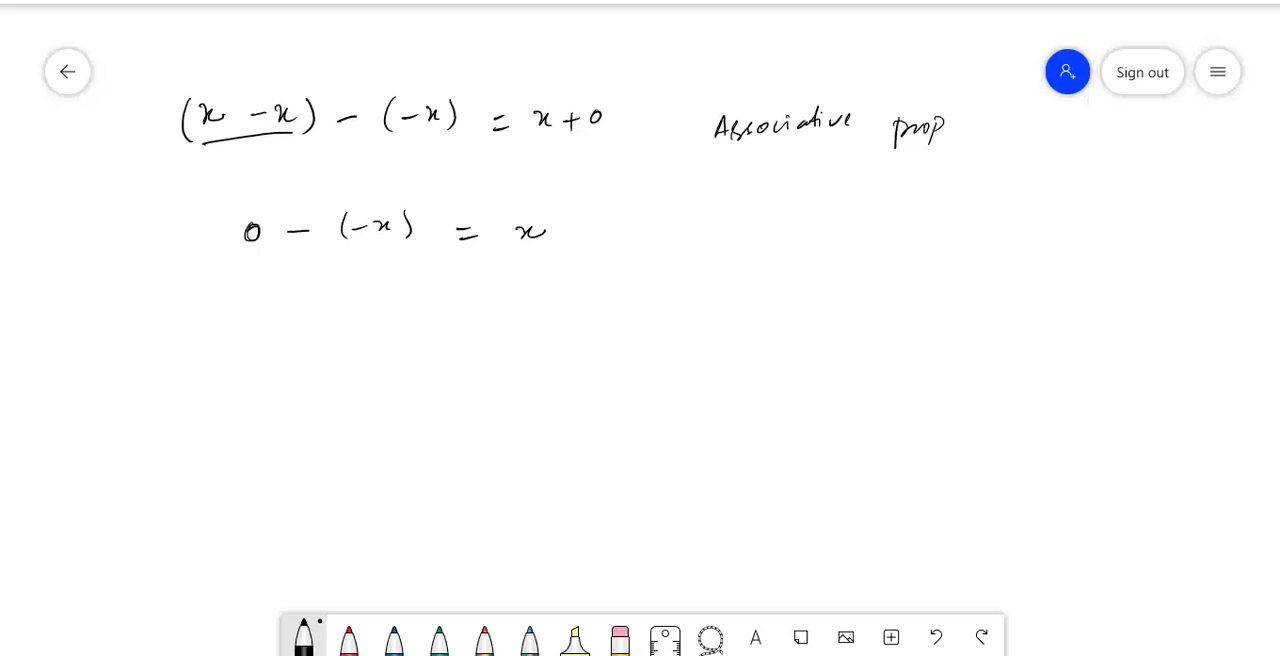 Sign out
(x - x) - (-x) = x + 0 Associative prop
0 - (-x) = x
A